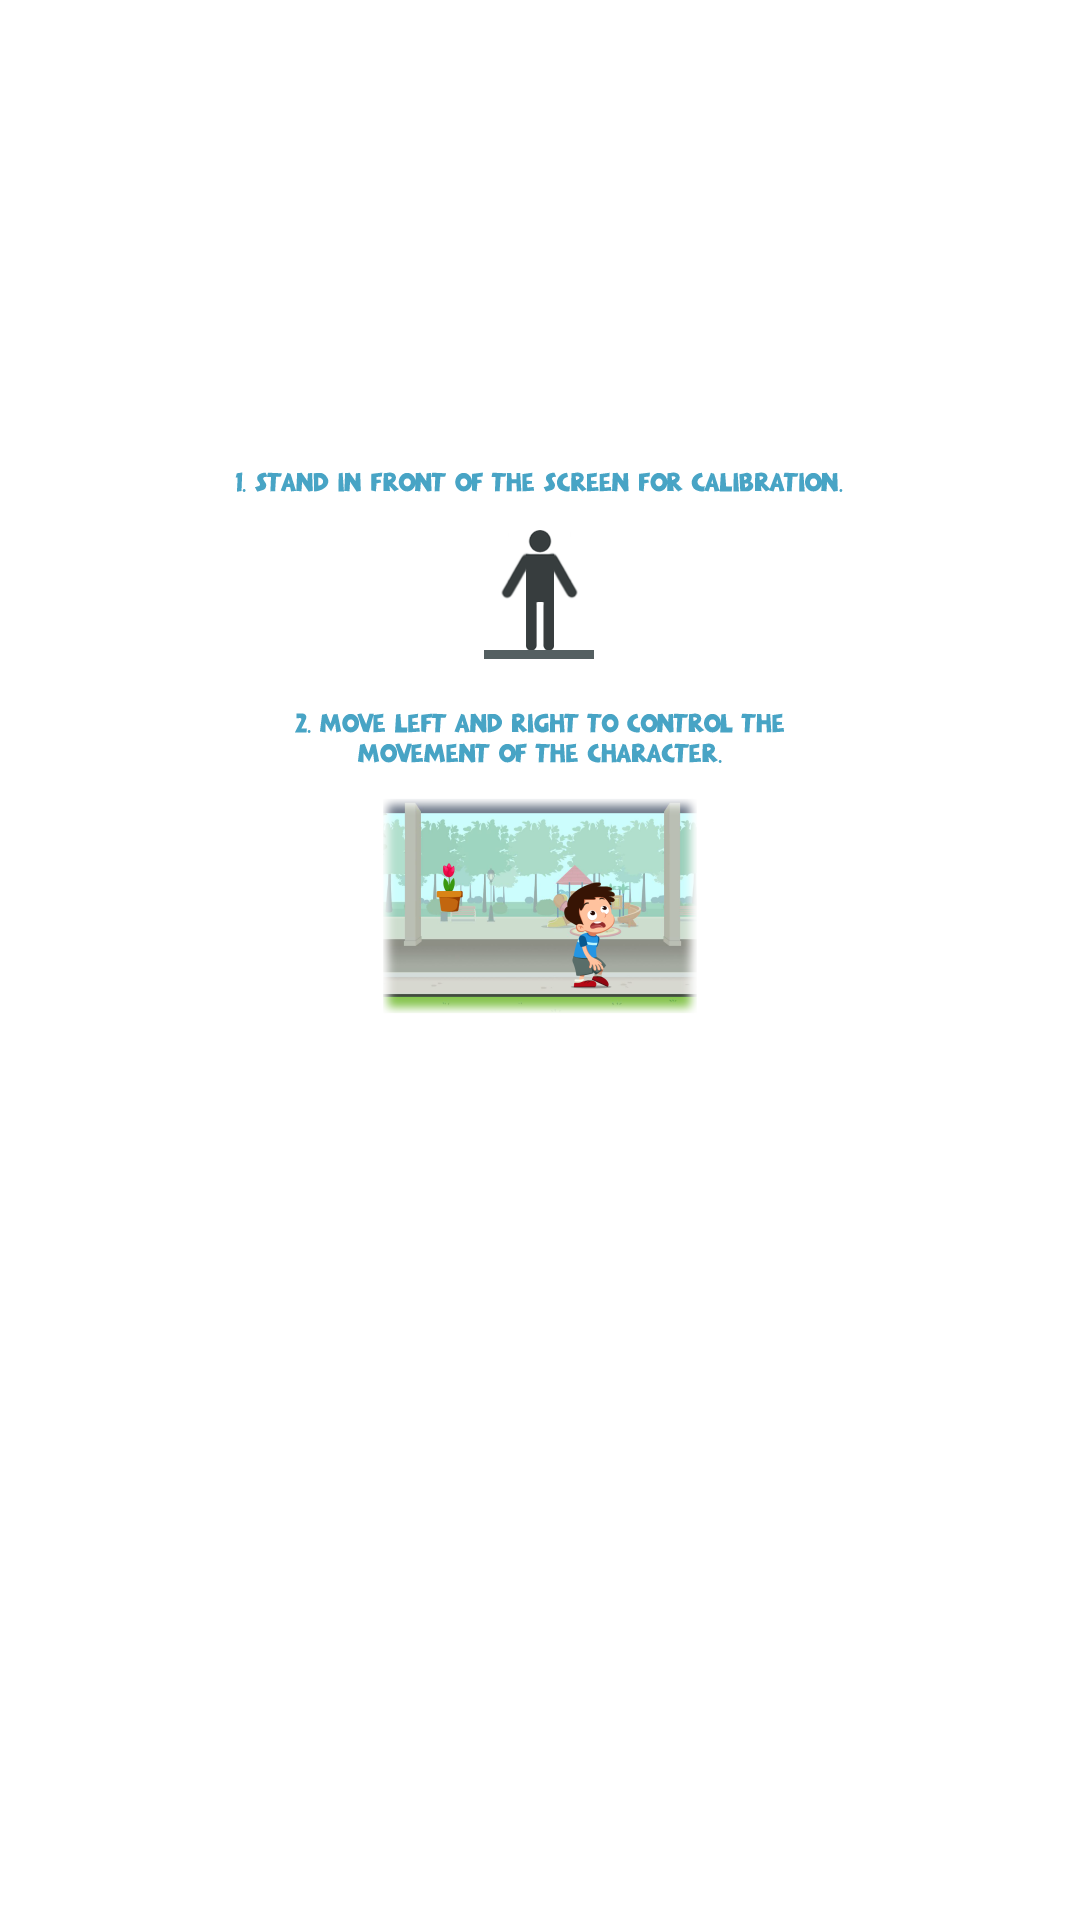 1. STAND IN FRONT OF THE SCREEN FOR CALIBRATION.
2. MOVE LEFT AND RIGHT TO CONTROL THE
MOVEMENT OF THE CHARACTER.